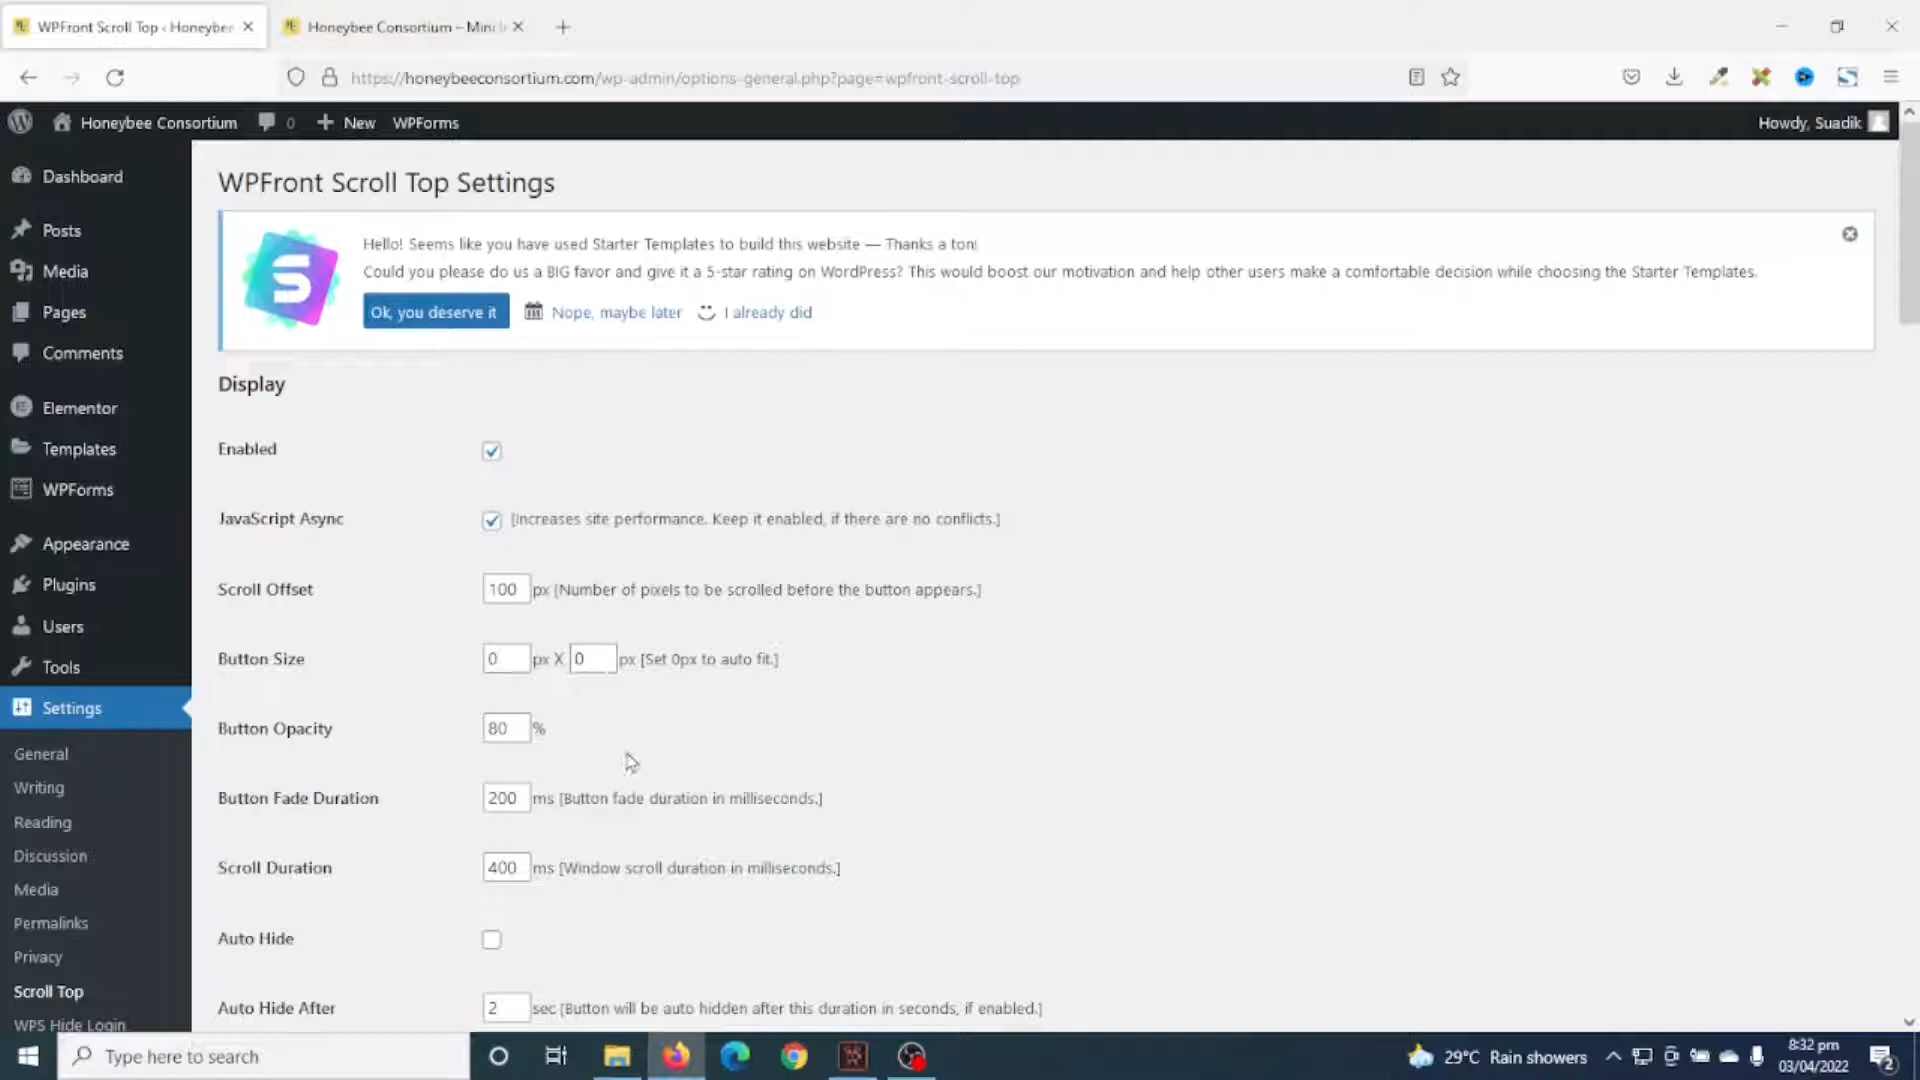 WPFront Scroll Top ‹ Honeybee
Honeybee Consortium – Mini I
https://honeybeeconsortium.com/wp-admin/options-general.php?page=wpfront-scroll-top
Honeybee Consortium
0
New
WPForms
Howdy, Suadik
Dashboard
Posts
Media
Pages
Comments
Elementor
Templates
WPForms
Appearance
Plugins
Users
Tools
Settings
General
Writing
Reading
Discussion
Media
Permalinks
Privacy
Scroll Top
WPS Hide Login
WPFront Scroll Top Settings
S
Hello! Seems like you have used Starter Templates to build this website — Thanks a ton!
Could you please do us a BIG favor and give it a 5-star rating on WordPress? This would boost our motivation and help other users make a comfortable decision while choosing the Starter Templates.
Ok, you deserve it
Nope, maybe later
I already did
Display
Enabled
JavaScript Async [Increases site performance. Keep it enabled, if there are no conflicts.]
Scroll Offset 100 px [Number of pixels to be scrolled before the button appears.]
Button Size 0 px X 0 px [Set 0px to auto fit.]
Button Opacity 80 %
Button Fade Duration 200 ms [Button fade duration in milliseconds.]
Scroll Duration 400 ms [Window scroll duration in milliseconds.]
Auto Hide
Auto Hide After 2 sec [Button will be auto hidden after this duration in seconds, if enabled.]
Type here to search
29°C Rain showers
8:32 pm
03/04/2022
2